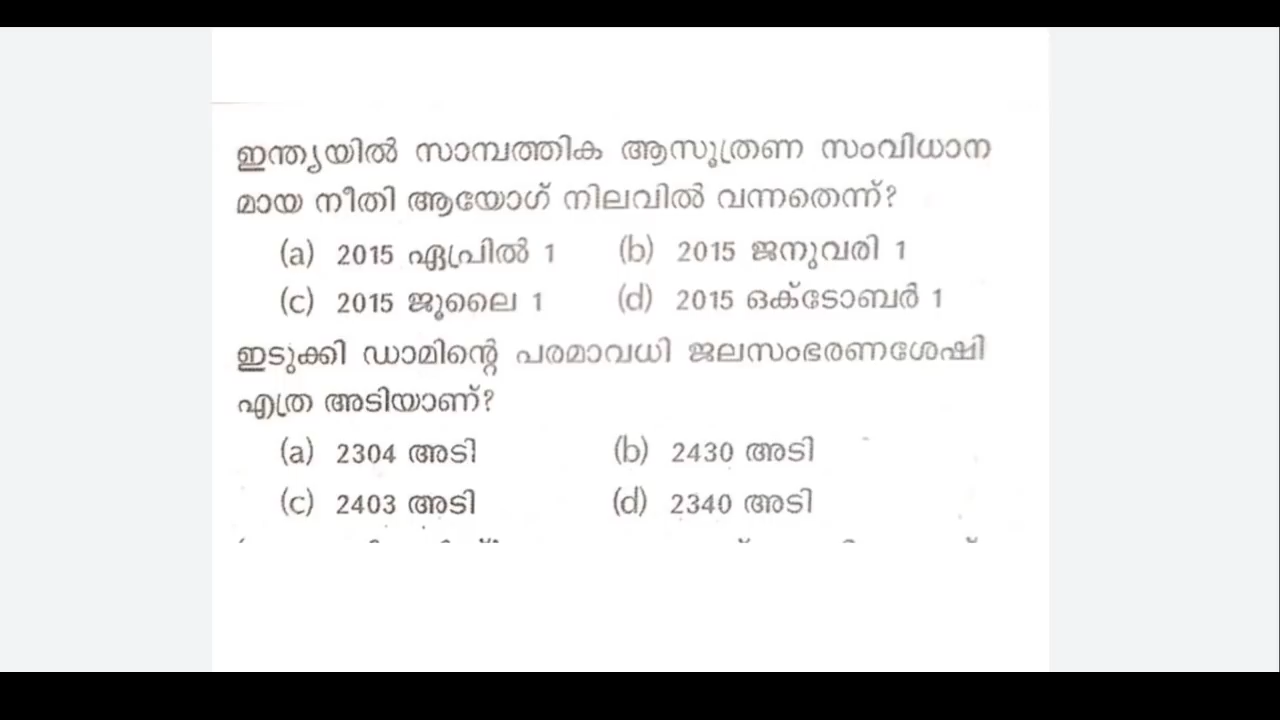 ഇന്ത്യയിൽ സാമ്പത്തിക ആസൂത്രണ സംവിധാന
മായ നീതി ആയോഗ് നിലവിൽ വന്നതെന്ന്?
(a) 2015 ഏപ്രിൽ 1 (b) 2015 ജനുവരി 1
(c) 2015 ജൂലൈ 1 (d) 2015 ഒക്ടോബർ 1
ഇടുക്കി ഡാമിന്റെ പരമാവധി ജലസംഭരണശേഷി
എത്ര അടിയാണ്?
(a) 2304 അടി (b) 2430 അടി
(c) 2403 അടി (d) 2340 അടി